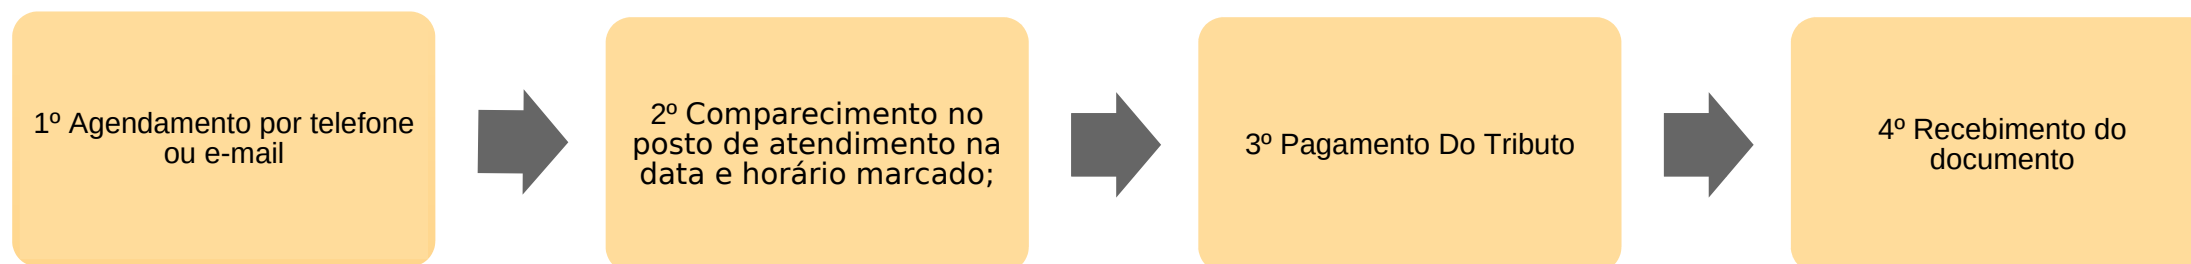 1º Agendamento por telefone
ou e-mail
2º Comparecimento no
posto de atendimento na
data e horário marcado;
3º Pagamento Do Tributo
4º Recebimento do
documento